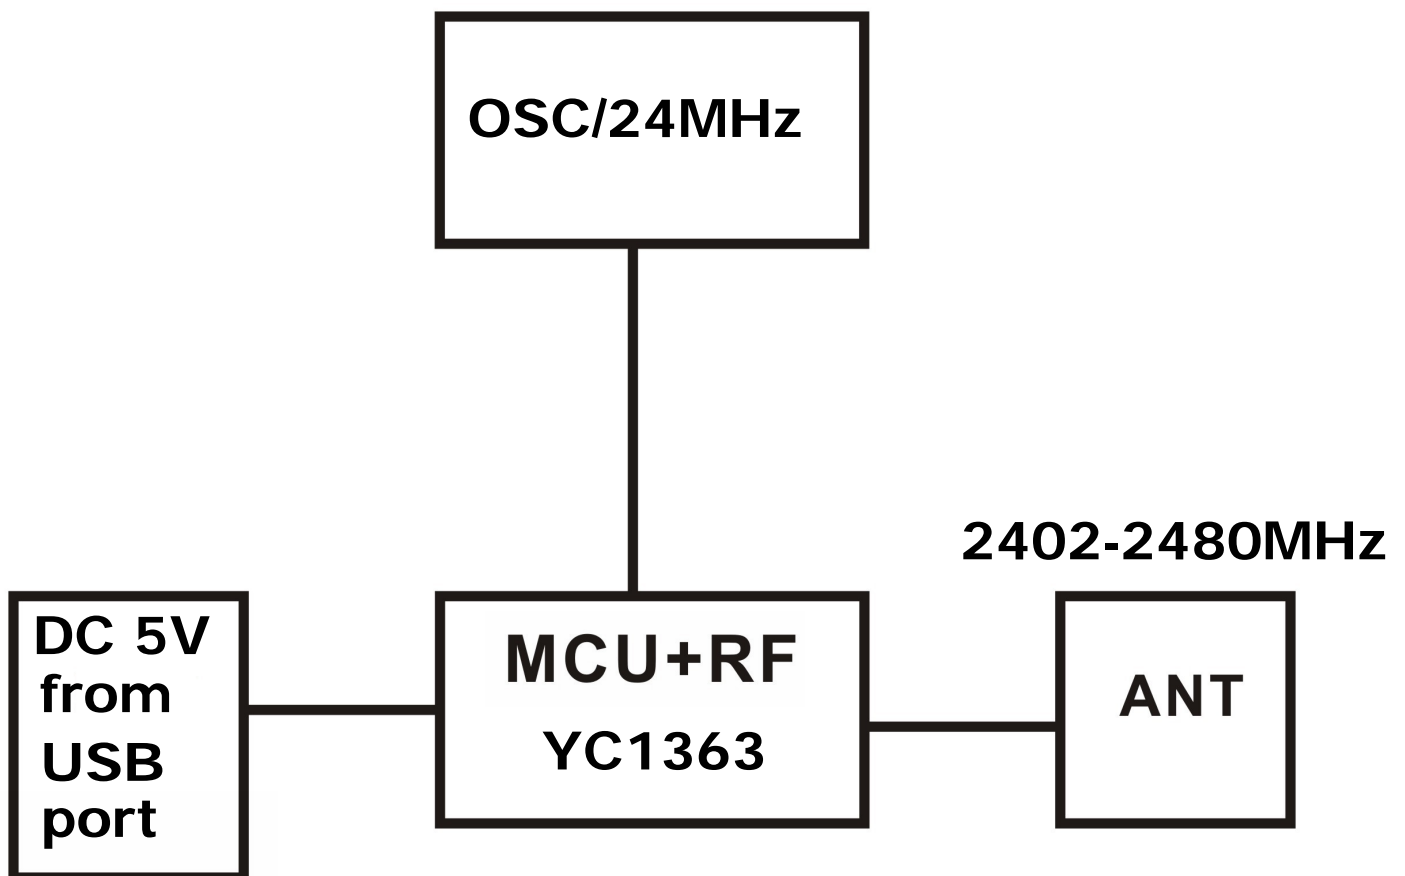 OSC/24MHz
2402-2480MHz
DC 5V
from
USB
port
MCU+RF
YC1363
ANT